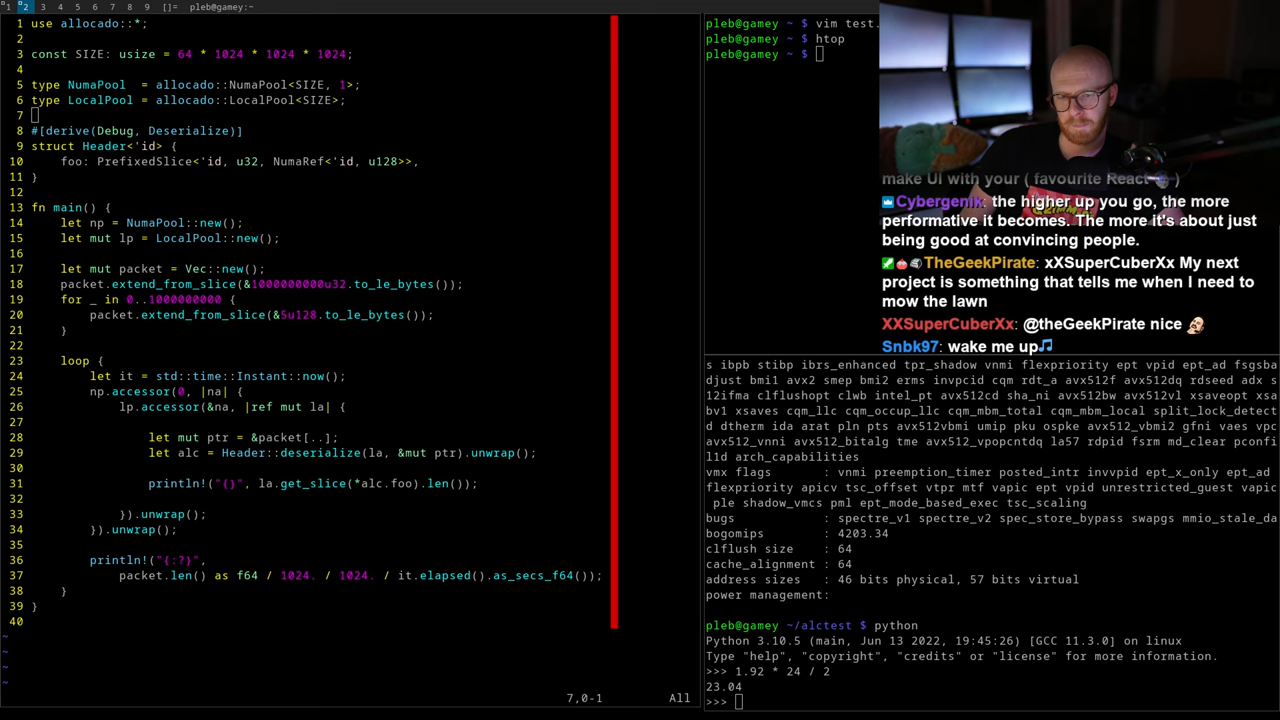 1 2 3 4 5 6 7 8 9 []= pleb@gamey:~
1 use allocado::*;
2
3 const SIZE: usize = 64 * 1024 * 1024 * 1024;
4
5 type NumaPool  = allocado::NumaPool<SIZE, 1>;
6 type LocalPool = allocado::LocalPool<SIZE>;
7
8 #[derive(Debug, Deserialize)]
9 struct Header<'id> {
10     foo: PrefixedSlice<'id, u32, NumaRef<'id, u128>>,
11 }
12
13 fn main() {
14     let np = NumaPool::new();
15     let mut lp = LocalPool::new();
16
17     let mut packet = Vec::new();
18     packet.extend_from_slice(&1000000000u32.to_le_bytes());
19     for _ in 0..1000000000 {
20         packet.extend_from_slice(&5u128.to_le_bytes());
21     }
22
23     loop {
24         let it = std::time::Instant::now();
25         np.accessor(0, |na| {
26             lp.accessor(&na, |ref mut la| {
27
28                 let mut ptr = &packet[..];
29                 let alc = Header::deserialize(la, &mut ptr).unwrap();
30
31                 println!("{}", la.get_slice(*alc.foo).len());
32
33             }).unwrap();
34         }).unwrap();
35
36         println!("{:?}",
37             packet.len() as f64 / 1024. / 1024. / it.elapsed().as_secs_f64());
38     }
39 }
40
~
~
~
~
7,0-1 All
pleb@gamey ~ $ vim test.
pleb@gamey ~ $ htop
pleb@gamey ~ $
make UI with your ( favourite React )
Cybergenik: the higher up you go, the more
performative it becomes. The more it's about just
being good at convincing people.
TheGeekPirate: xXSuperCuberXx My next
project is something that tells me when I need to
mow the lawn
XXSuperCuberXx: @theGeekPirate nice
Snbk97: wake me up
s ibpb stibp ibrs_enhanced tpr_shadow vnmi flexpriority ept vpid ept_ad fsgsba
djust bmi1 avx2 smep bmi2 erms invpcid cqm rdt_a avx512f avx512dq rdseed adx s
12ifma clflushopt clwb intel_pt avx512cd sha_ni avx512bw avx512vl xsaveopt xsa
bv1 xsaves cqm_llc cqm_occup_llc cqm_mbm_total cqm_mbm_local split_lock_detect
d dtherm ida arat pln pts avx512vbmi umip pku ospke avx512_vbmi2 gfni vaes vpc
avx512_vnni avx512_bitalg tme avx512_vpopcntdq la57 rdpid fsrm md_clear pconfi
l1d arch_capabilities
vmx flags : vnmi preemption_timer posted_intr invvpid ept_x_only ept_ad
flexpriority apicv tsc_offset vtpr mtf vapic ept vpid unrestricted_guest vapic
ple shadow_vmcs pml ept_mode_based_exec tsc_scaling
bugs : spectre_v1 spectre_v2 spec_store_bypass swapgs mmio_stale_da
bogomips : 4203.34
clflush size : 64
cache_alignment : 64
address sizes : 46 bits physical, 57 bits virtual
power management:
pleb@gamey ~/alctest $ python
Python 3.10.5 (main, Jun 13 2022, 19:45:26) [GCC 11.3.0] on linux
Type "help", "copyright", "credits" or "license" for more information.
>>> 1.92 * 24 / 2
23.04
>>>